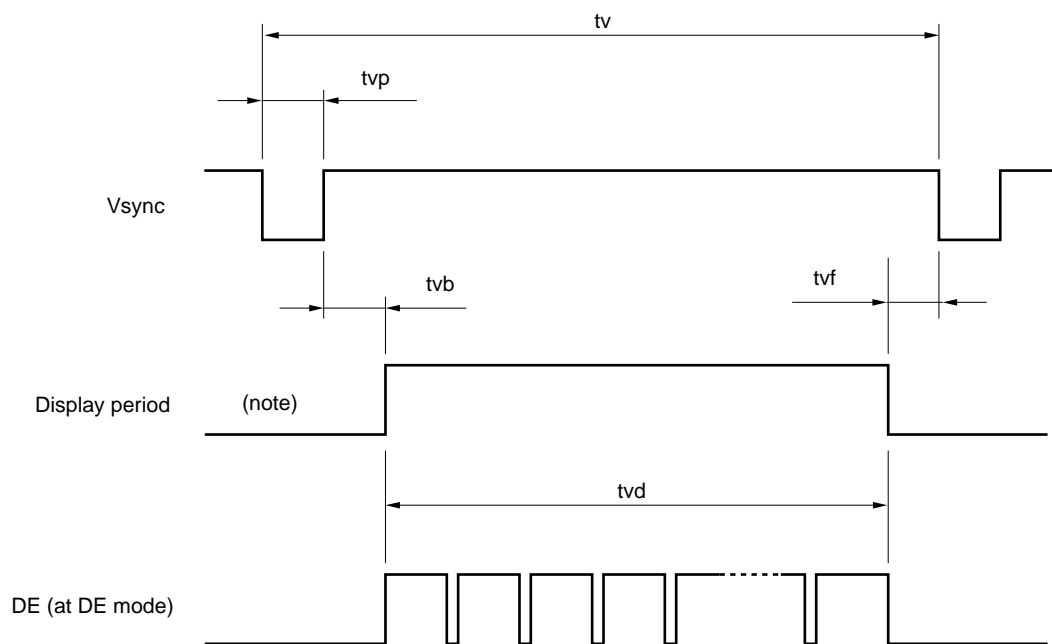 tv
tvp
Vsync
tvb
tvf
Display period
(note)
tvd
DE (at DE mode)